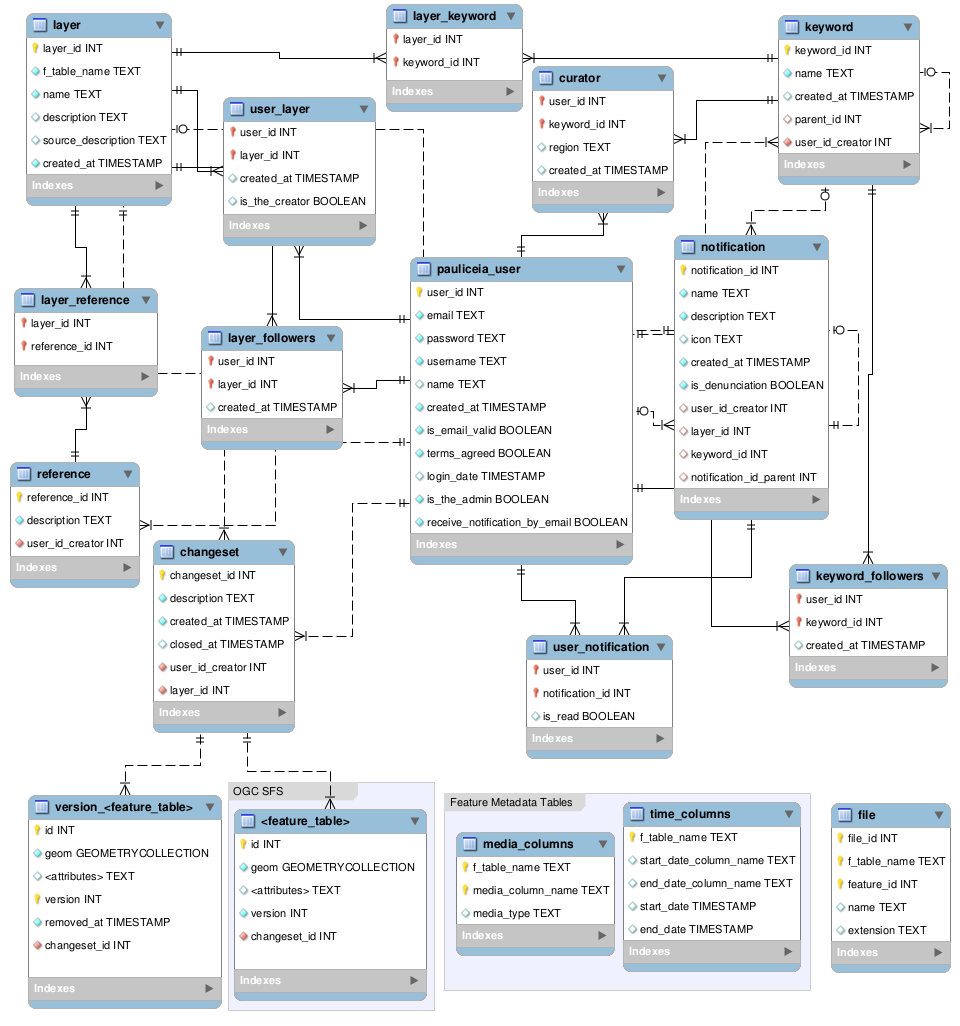 layer
layer_id INT
f_table_name TEXT
name TEXT
description TEXT
source_description TEXT
created_at TIMESTAMP
Indexes
layer_keyword
layer_id INT
keyword_id INT
Indexes
keyword
keyword_id INT
name TEXT
created_at TIMESTAMP
parent_id INT
user_id_creator INT
Indexes
curator
user_id INT
keyword_id INT
region TEXT
created_at TIMESTAMP
Indexes
user_layer
user_id INT
layer_id INT
created_at TIMESTAMP
is_the_creator BOOLEAN
Indexes
pauliceia_user
user_id INT
email TEXT
password TEXT
username TEXT
name TEXT
created_at TIMESTAMP
is_email_valid BOOLEAN
terms_agreed BOOLEAN
login_date TIMESTAMP
is_the_admin BOOLEAN
receive_notification_by_email BOOLEAN
Indexes
notification
notification_id INT
name TEXT
description TEXT
icon TEXT
created_at TIMESTAMP
is_denunciation BOOLEAN
user_id_creator INT
layer_id INT
keyword_id INT
notification_id_parent INT
Indexes
layer_reference
layer_id INT
reference_id INT
Indexes
layer_followers
user_id INT
layer_id INT
created_at TIMESTAMP
Indexes
reference
reference_id INT
description TEXT
user_id_creator INT
Indexes
changeset
changeset_id INT
description TEXT
created_at TIMESTAMP
closed_at TIMESTAMP
user_id_creator INT
layer_id INT
Indexes
keyword_followers
user_id INT
keyword_id INT
created_at TIMESTAMP
Indexes
user_notification
user_id INT
notification_id INT
is_read BOOLEAN
Indexes
version_<feature_table>
id INT
geom GEOMETRYCOLLECTION
<attributes> TEXT
version INT
removed_at TIMESTAMP
changeset_id INT
Indexes
OGC SFS
<feature_table>
id INT
geom GEOMETRYCOLLECTION
<attributes> TEXT
version INT
changeset_id INT
Indexes
Feature Metadata Tables
media_columns
f_table_name TEXT
media_column_name TEXT
media_type TEXT
Indexes
time_columns
f_table_name TEXT
start_date_column_name TEXT
end_date_column_name TEXT
start_date TIMESTAMP
end_date TIMESTAMP
Indexes
file
file_id INT
f_table_name TEXT
feature_id INT
name TEXT
extension TEXT
Indexes